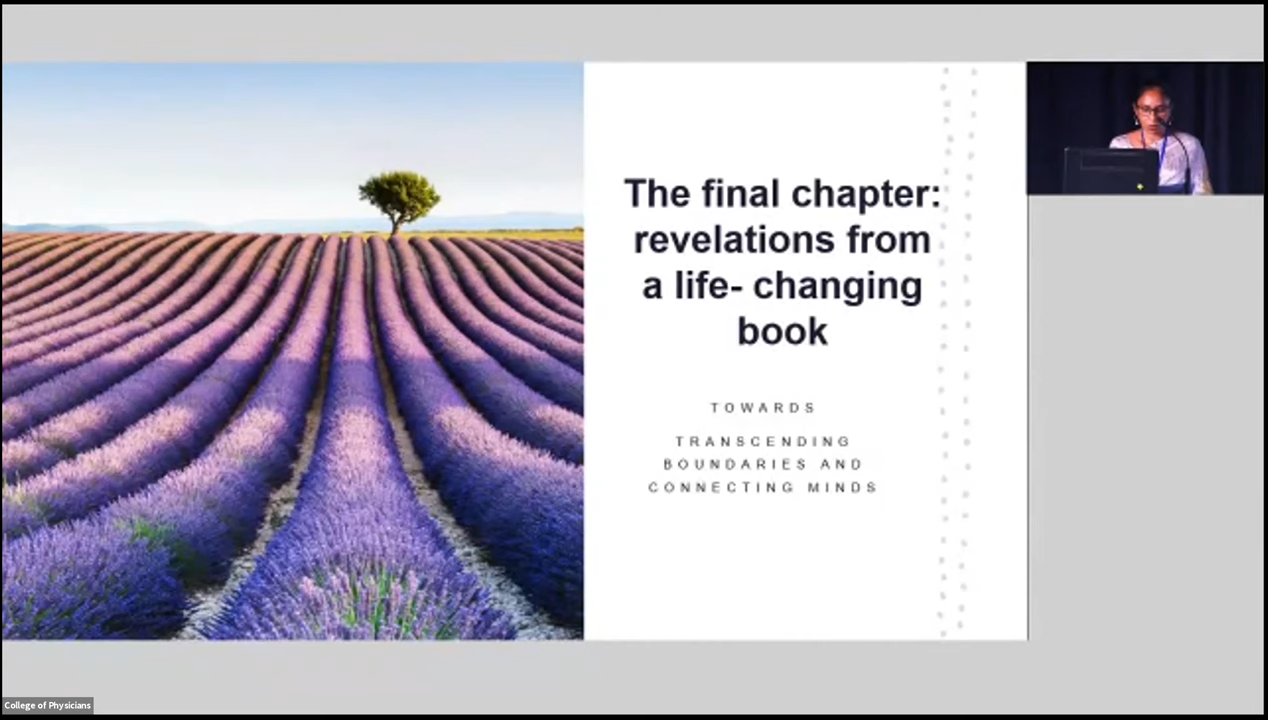 The final chapter:
revelations from
a life- changing
book
TOWARDS
TRANSCENDING
BOUNDARIES AND
CONNECTING MINDS
College of Physicians